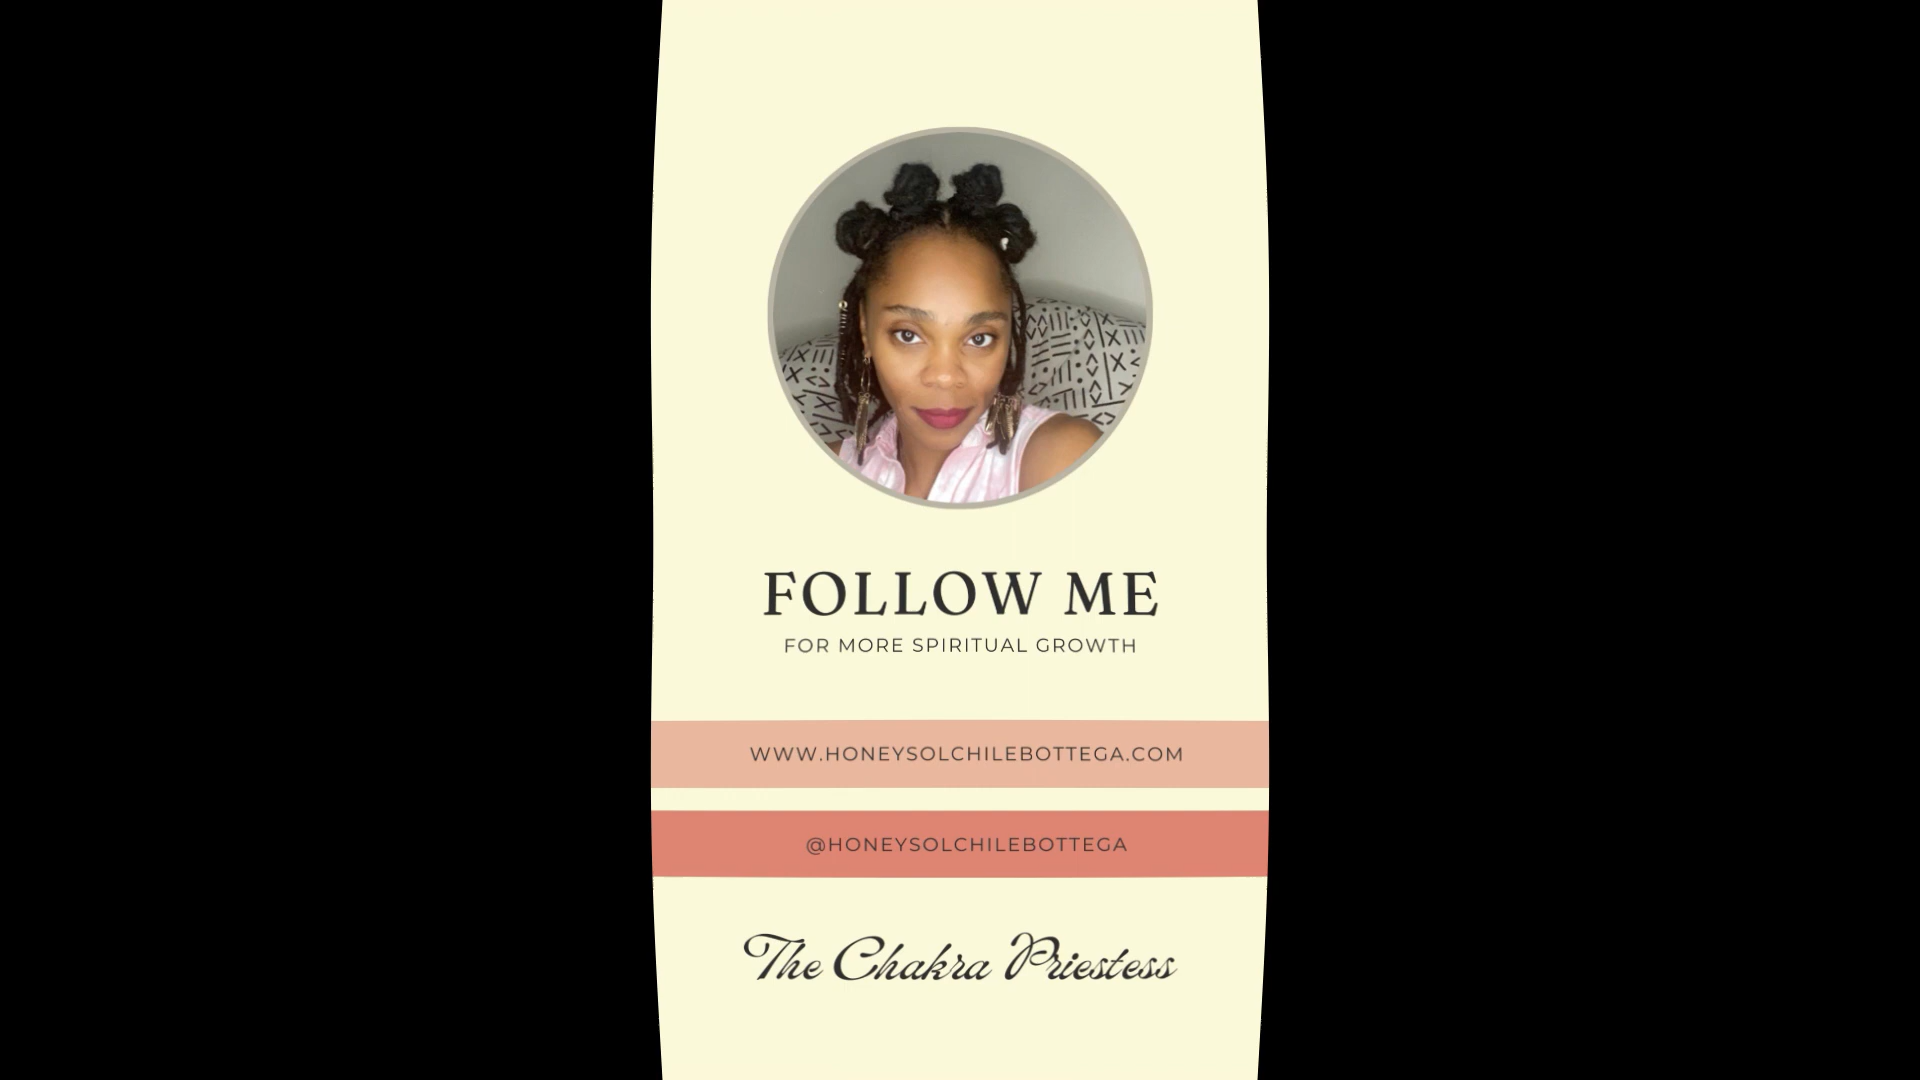 FOLLOW ME
FOR MORE SPIRITUAL GROWTH
WWW.HONEYSOLCHILEBOTTEGA.COM
@HONEYSOLCHILEBOTTEGA
The Chakra Priestess